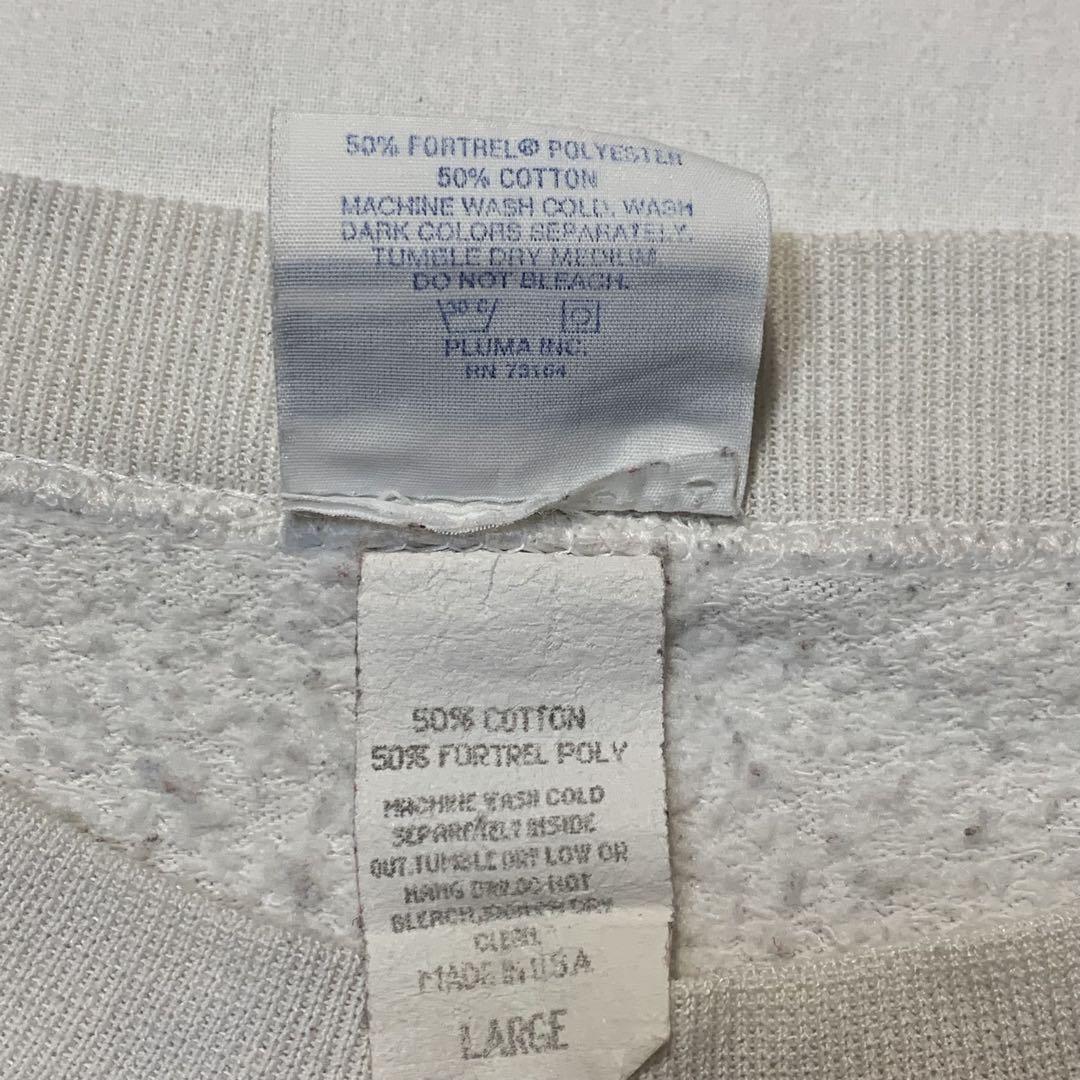 50% FORTREL® POLYESTER
50% COTTON
MACHINE WASH COLD. WASH
DARK COLORS SEPARATELY.
TUMBLE DRY MEDIUM.
DO NOT BLEACH.
30 C
PLUMA INC.
RN 73164
50% COTTON
50% FORTREL POLY
MACHINE WASH COLD
SEPARATELY INSIDE
OUT.TUMBLE DRY LOW OR
HANG DRY.DO NOT
BLEACH. DRY
CLEAN.
MADE IN U.S.A
LARGE